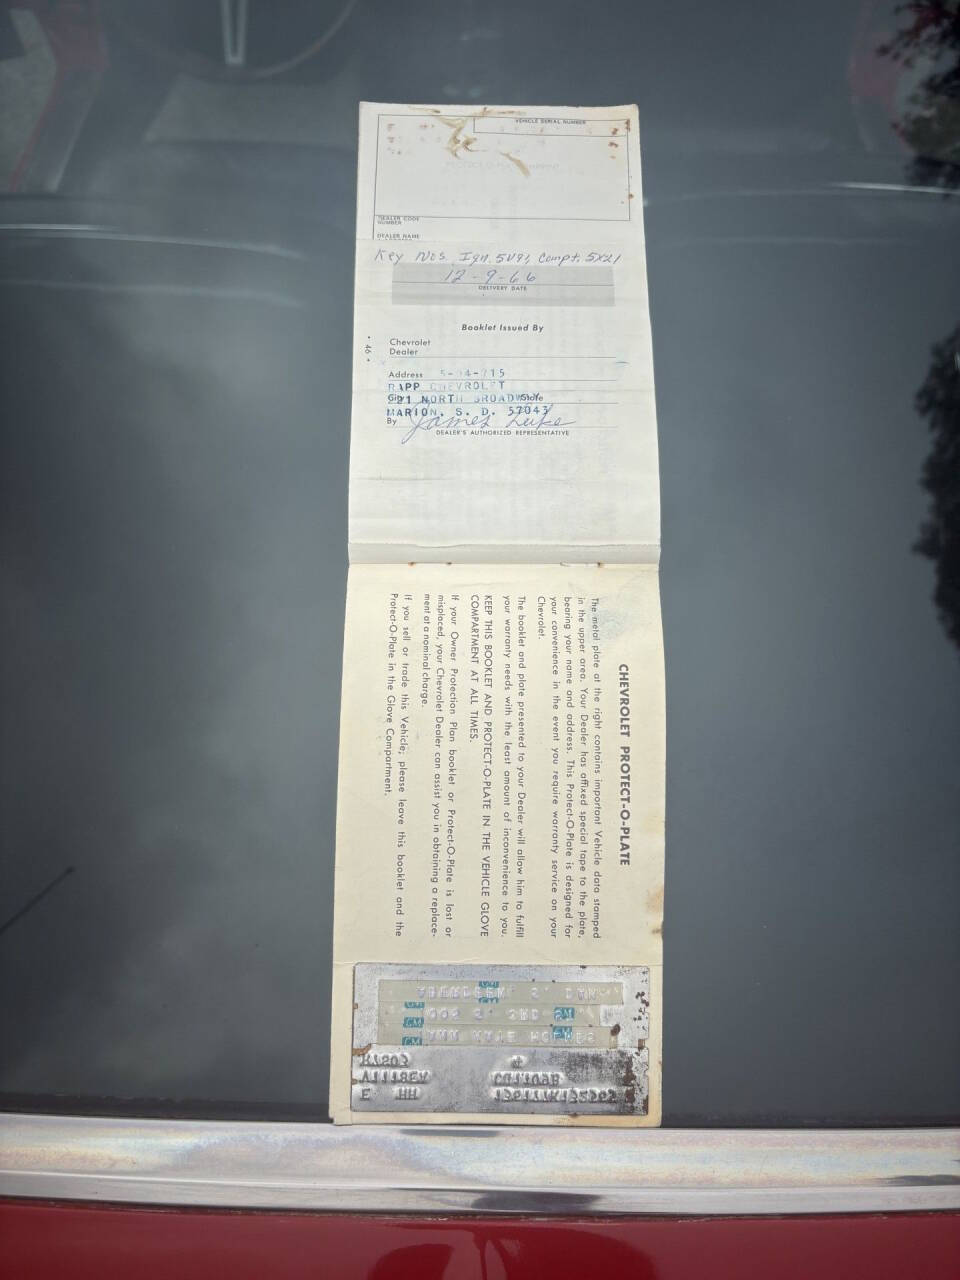 VEHICLE SERIAL NUMBER
DEALER CODE
NUMBER
DEALER NAME
Key Nos. Ign. 5V91, Compt. 5X21
12-9-66
DELIVERY DATE
• 46 •
Booklet Issued By
Chevrolet
Dealer
Address
RAPP CHEVROLET
City State
221 NORTH BROADWAY
MARION, S. D. 57043
By James Luke
DEALER'S AUTHORIZED REPRESENTATIVE
CHEVROLET PROTECT-O-PLATE
The metal plate at the right contains important Vehicle data stamped
in the upper area. Your Dealer has affixed special tape to the plate,
bearing your name and address. This Protect-O-Plate is designed for
your convenience in the event you require warranty service on your
Chevrolet.
The booklet and plate presented to your Dealer will allow him to fulfill
your warranty needs with the least amount of inconvenience to you.
KEEP THIS BOOKLET AND PROTECT-O-PLATE IN THE VEHICLE GLOVE
COMPARTMENT AT ALL TIMES.
If your Owner Protection Plan booklet or Protect-O-Plate is lost or
misplaced, your Chevrolet Dealer can assist you in obtaining a replace-
ment at a nominal charge.
If you sell or trade this Vehicle; please leave this booklet and the
Protect-O-Plate in the Glove Compartment.